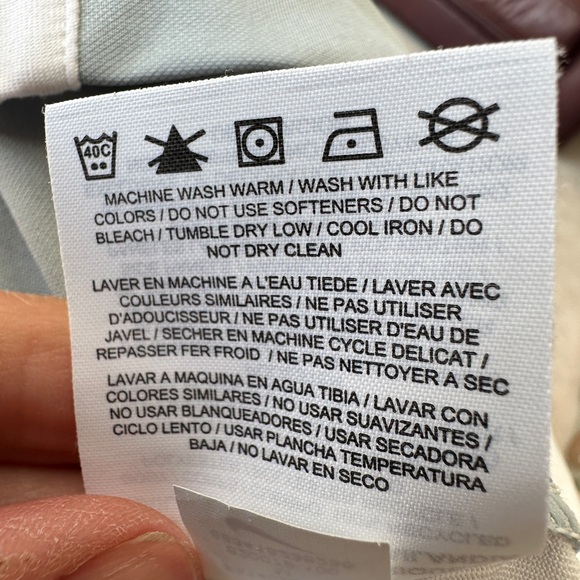 40C
MACHINE WASH WARM / WASH WITH LIKE
COLORS / DO NOT USE SOFTENERS / DO NOT
BLEACH / TUMBLE DRY LOW / COOL IRON / DO
NOT DRY CLEAN
LAVER EN MACHINE A L'EAU TIEDE / LAVER AVEC
COULEURS SIMILAIRES / NE PAS UTILISER
D'ADOUCISSEUR / NE PAS UTILISER D'EAU DE
JAVEL / SECHER EN MACHINE CYCLE DELICAT /
REPASSER FER FROID / NE PAS NETTOYER A SEC
LAVAR A MAQUINA EN AGUA TIBIA / LAVAR CON
COLORES SIMILARES / NO USAR SUAVIZANTES /
NO USAR BLANQUEADORES / USAR SECADORA
CICLO LENTO / USAR PLANCHA TEMPERATURA
BAJA / NO LAVAR EN SECO